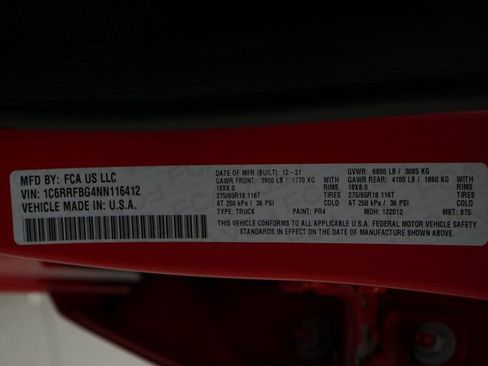 MFD BY: FCA US LLC
VIN: 1C6RRFBG4NN116412
VEHICLE MADE IN: U.S.A.
DATE OF MFR (BUILT): 12 - 21 GVWR: 6800 LB / 3085 KG
GAWR FRONT: 3900 LB / 1770 KG WITH GAWR REAR: 4100 LB / 1860 KG WITH
18X8.0 RIMS 18X8.0 RIMS
275/65R18 116T TIRES 275/65R18 116T TIRES
AT 250 kPa / 36 PSI COLD AT 250 kPa / 36 PSI COLD
TYPE: TRUCK PAINT: PR4 MDH: 122012 MKT: 875
THIS VEHICLE CONFORMS TO ALL APPLICABLE U.S.A. FEDERAL MOTOR VEHICLE SAFETY
STANDARDS IN EFFECT ON THE DATE OF MANUFACTURE SHOWN ABOVE.